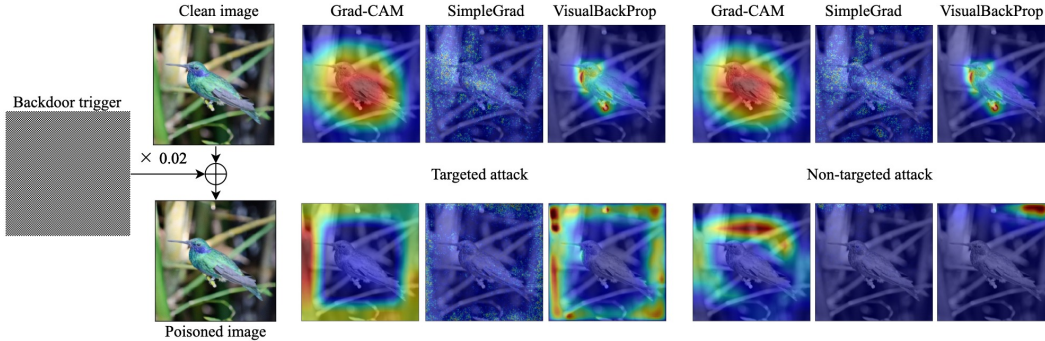 Clean image
Grad-CAM
SimpleGrad
VisualBackProp
Grad-CAM
SimpleGrad
VisualBackProp
Backdoor trigger
× 0.02
Targeted attack
Non-targeted attack
Poisoned image